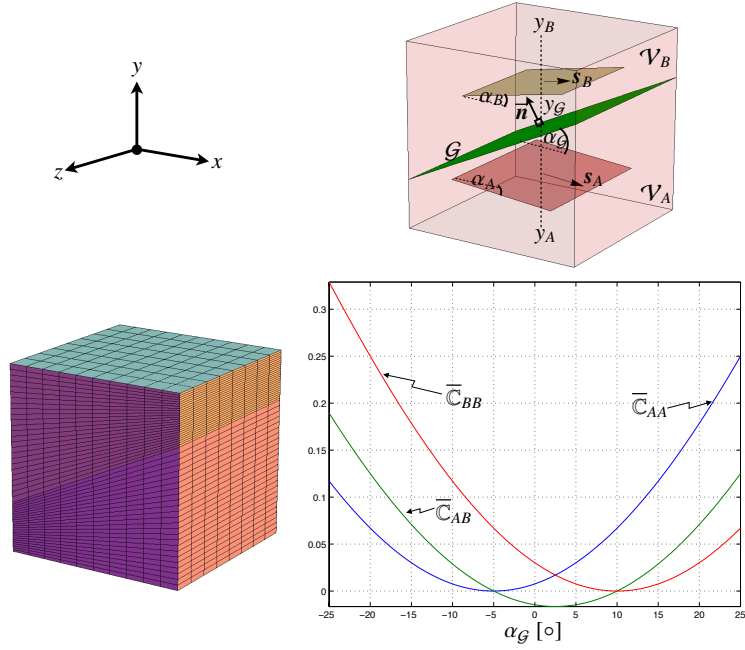 y
x
z
y_B
𝒱_B
s_B
α_B
n
y_𝒢
α_𝒢
𝒢
α_A
s_A
𝒱_A
y_A
0.3
0.25
0.2
0.15
0.1
0.05
0
ℂ̅_BB
ℂ̅_AA
ℂ̅_AB
−25 −20 −15 −10 −5 0 5 10 15 20 25
α_𝒢 [∘]